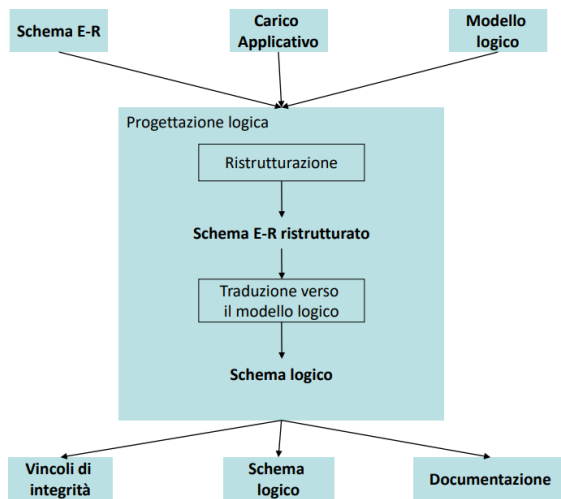 Schema E-R
Carico
Applicativo
Modello
logico
Progettazione logica
Ristrutturazione
Schema E-R ristrutturato
Traduzione verso
il modello logico
Schema logico
Vincoli di
integrità
Schema
logico
Documentazione